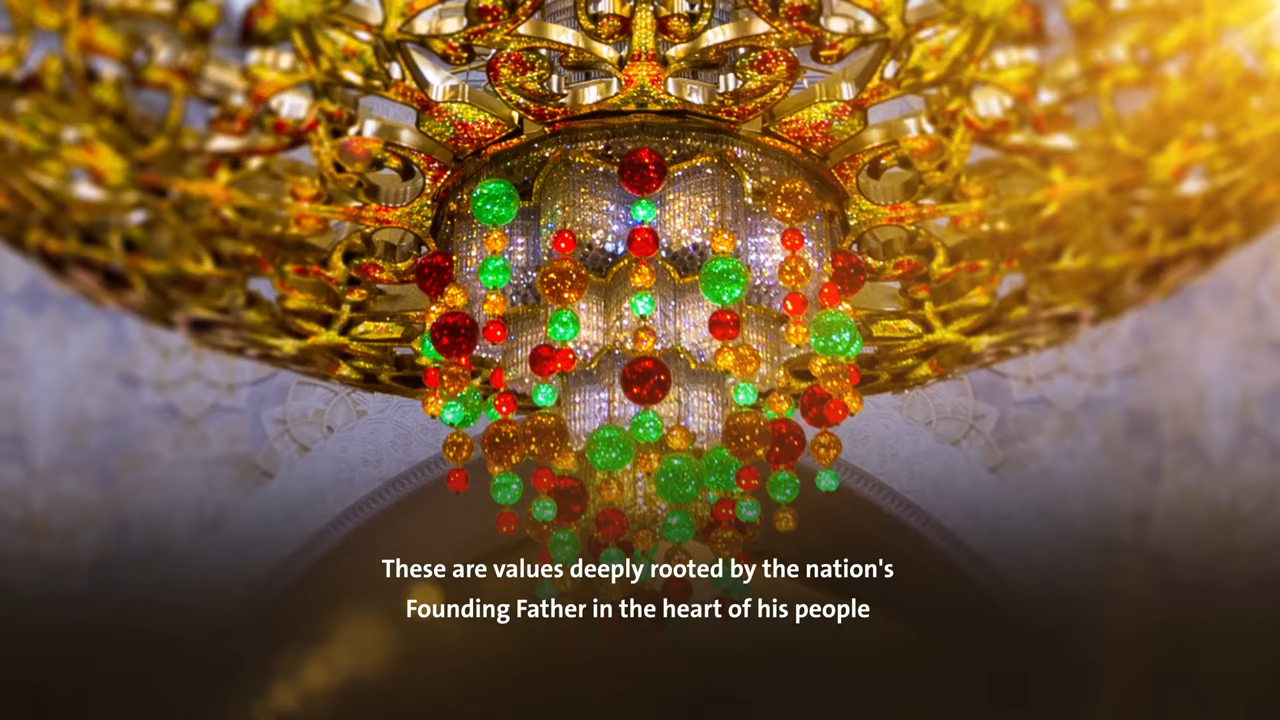 These are values deeply rooted by the nation's
Founding Father in the heart of his people